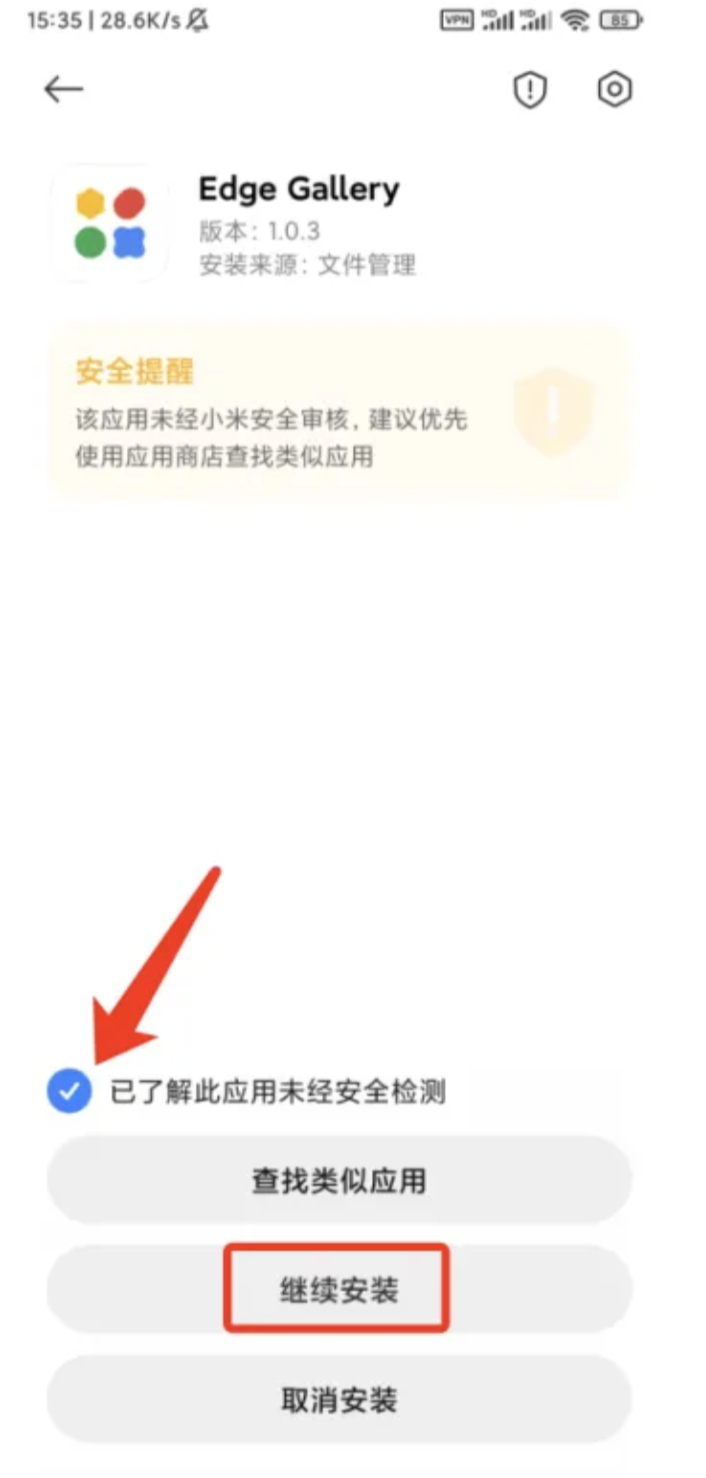 15:35 | 28.6K/s
VPN HD HD 85
Edge Gallery
版本: 1.0.3
安装来源: 文件管理
安全提醒
该应用未经小米安全审核, 建议优先
使用应用商店查找类似应用
已了解此应用未经安全检测
查找类似应用
继续安装
取消安装